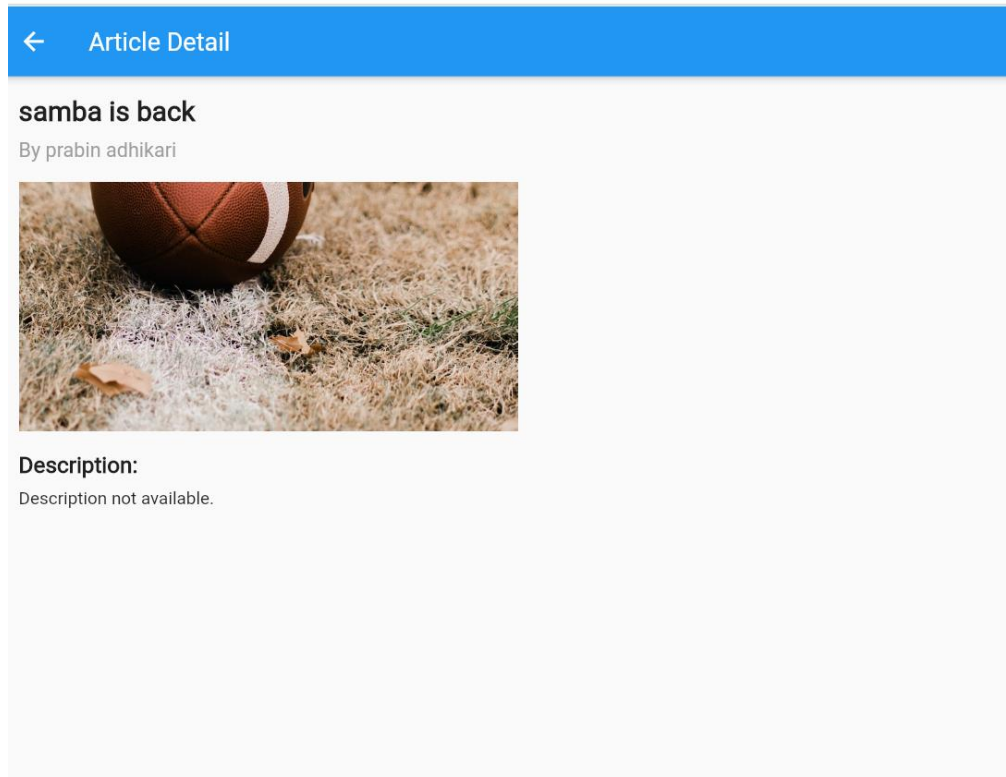 Article Detail
samba is back
By prabin adhikari
Description:
Description not available.